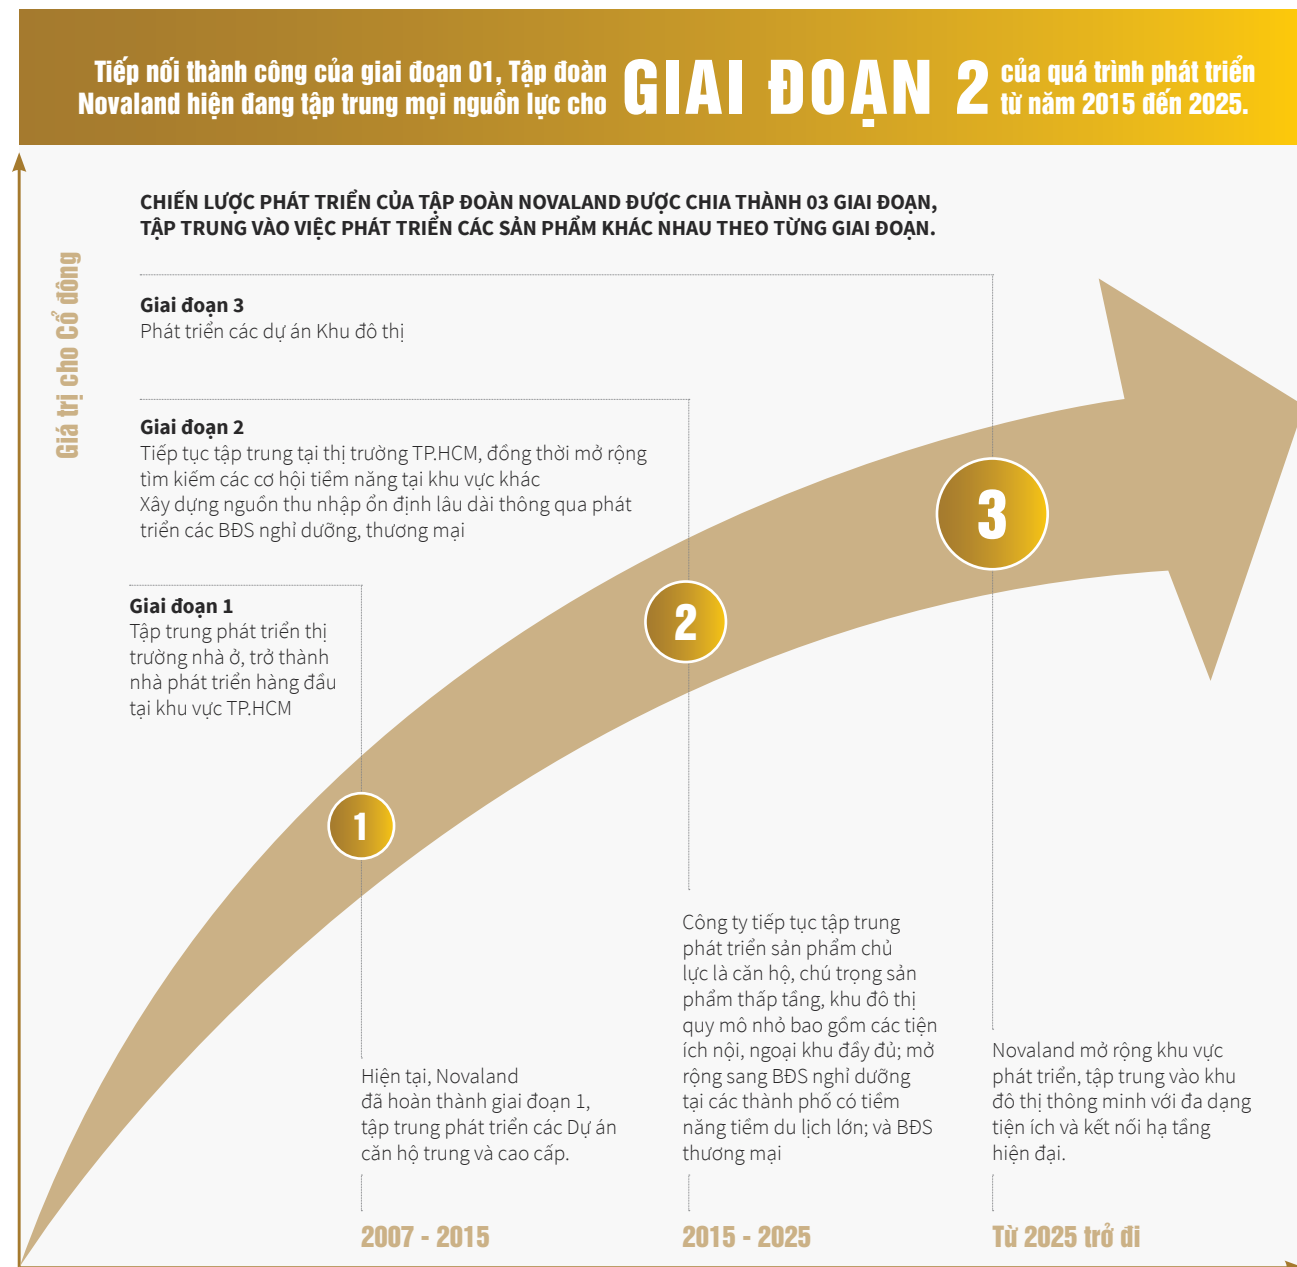 Tiếp nối thành công của giai đoạn 01, Tập đoàn
Novaland hiện đang tập trung mọi nguồn lực cho
GIAI ĐOẠN 2
của quá trình phát triển
từ năm 2015 đến 2025.
CHIẾN LƯỢC PHÁT TRIỂN CỦA TẬP ĐOÀN NOVALAND ĐƯỢC CHIA THÀNH 03 GIAI ĐOẠN,
TẬP TRUNG VÀO VIỆC PHÁT TRIỂN CÁC SẢN PHẨM KHÁC NHAU THEO TỪNG GIAI ĐOẠN.
Giá trị cho Cổ đông
Giai đoạn 3
Phát triển các dự án Khu đô thị
Giai đoạn 2
Tiếp tục tập trung tại thị trường TP.HCM, đồng thời mở rộng
tìm kiếm các cơ hội tiềm năng tại khu vực khác
Xây dựng nguồn thu nhập ổn định lâu dài thông qua phát
triển các BĐS nghỉ dưỡng, thương mại
Giai đoạn 1
Tập trung phát triển thị
trường nhà ở, trở thành
nhà phát triển hàng đầu
tại khu vực TP.HCM
3
2
1
Hiện tại, Novaland
đã hoàn thành giai đoạn 1,
tập trung phát triển các Dự án
căn hộ trung và cao cấp.
2007 - 2015
Công ty tiếp tục tập trung
phát triển sản phẩm chủ
lực là căn hộ, chú trọng sản
phẩm thấp tầng, khu đô thị
quy mô nhỏ bao gồm các tiện
ích nội, ngoại khu đầy đủ; mở
rộng sang BĐS nghỉ dưỡng
tại các thành phố có tiềm
năng tiềm du lịch lớn; và BĐS
thương mại
2015 - 2025
Novaland mở rộng khu vực
phát triển, tập trung vào khu
đô thị thông minh với đa dạng
tiện ích và kết nối hạ tầng
hiện đại.
Từ 2025 trở đi